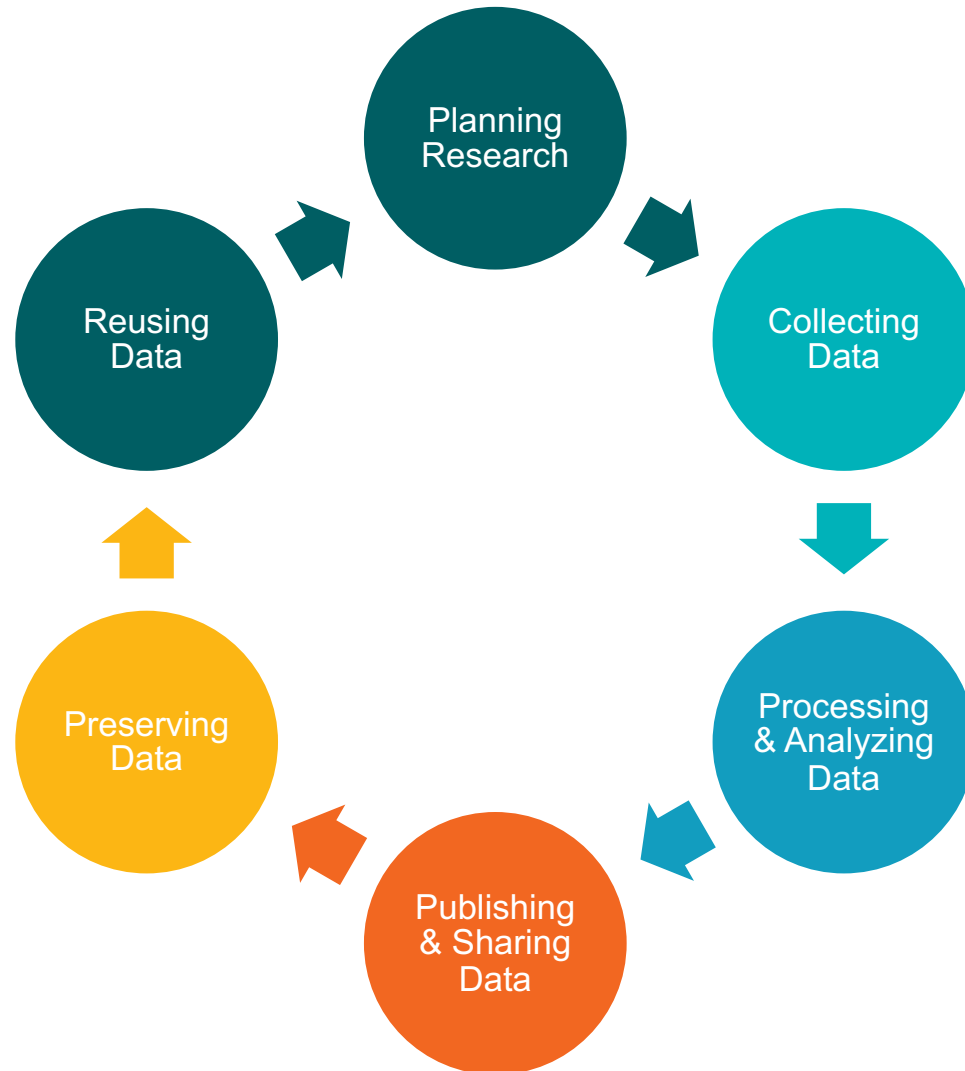 Planning
Research
Collecting
Data
Processing
& Analyzing
Data
Publishing
& Sharing
Data
Preserving
Data
Reusing
Data